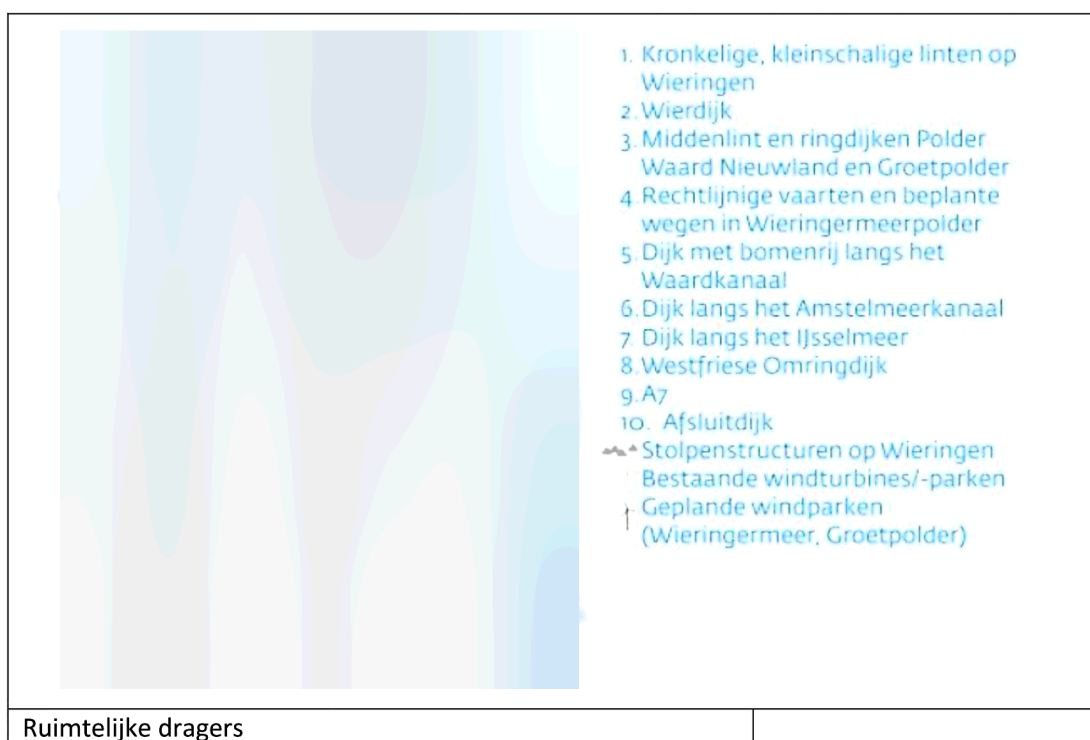 1. Kronkelige, kleinschalige linten op
Wieringen
2. Wierdijk
3. Middenlint en ringdijken Polder
Waard Nieuwland en Groetpolder
4. Rechtlijnige vaarten en beplante
wegen in Wieringermeerpolder
5. Dijk met bomenrij langs het
Waardkanaal
6. Dijk langs het Amstelmeerkanaal
7. Dijk langs het IJsselmeer
8. Westfriese Omringdijk
9. A7
10. Afsluitdijk
Stolpenstructuren op Wieringen
Bestaande windturbines/-parken
Geplande windparken
(Wieringermeer, Groetpolder)
Ruimtelijke dragers